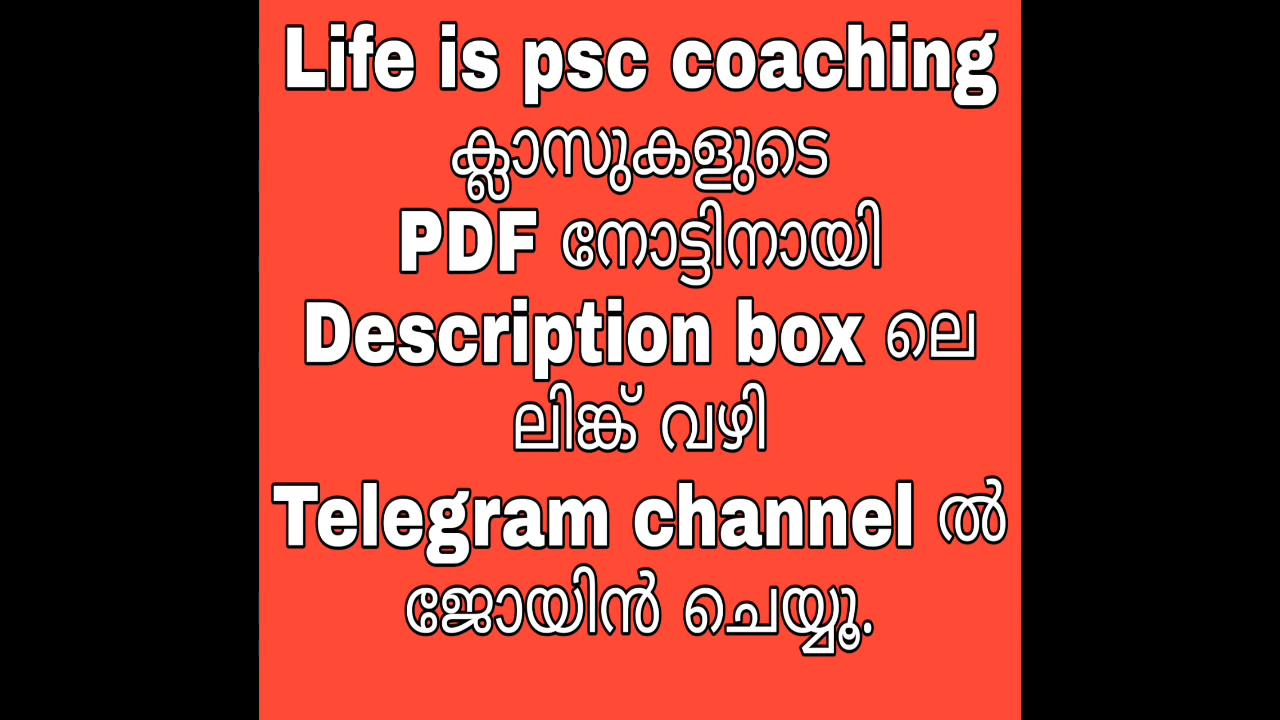 Life is psc coaching
ക്ലാസുകളുടെ
PDF നോട്ടിനായി
Description box ലെ
ലിങ്ക് വഴി
Telegram channel ൽ
ജോയിൻ ചെയ്യൂ.